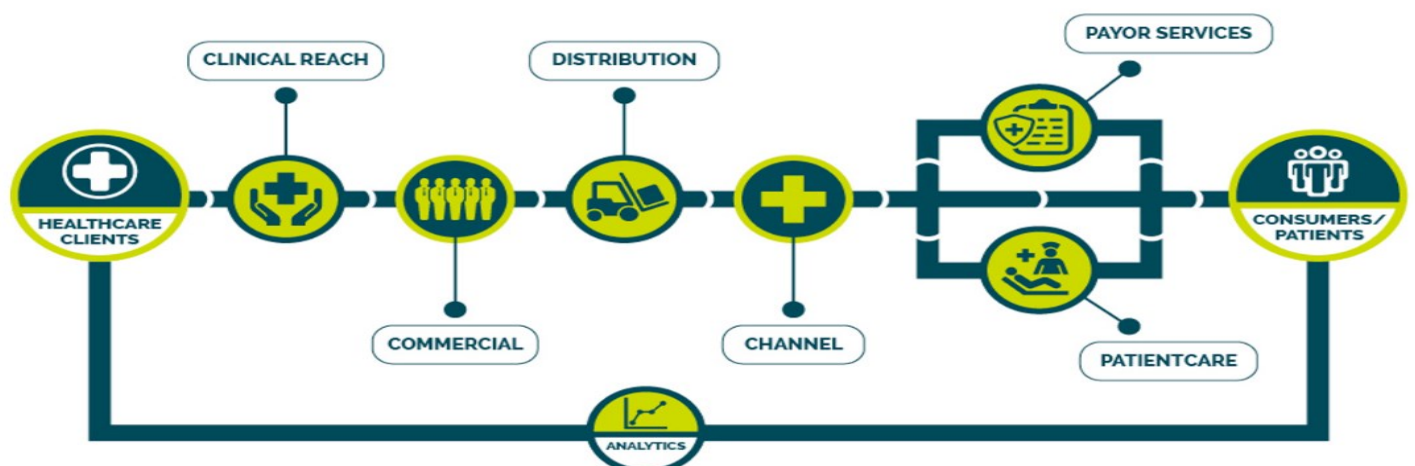 PAYOR SERVICES
CLINICAL REACH
DISTRIBUTION
HEALTHCARE
CLIENTS
CONSUMERS/
PATIENTS
COMMERCIAL
CHANNEL
PATIENTCARE
ANALYTICS